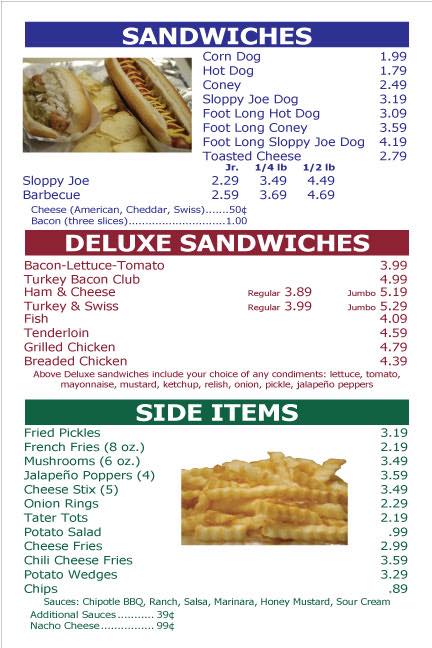 SANDWICHES
Corn Dog 1.99
Hot Dog 1.79
Coney 2.49
Sloppy Joe Dog 3.19
Foot Long Hot Dog 3.09
Foot Long Coney 3.59
Foot Long Sloppy Joe Dog 4.19
Toasted Cheese 2.79
Jr. 1/4 lb 1/2 lb
Sloppy Joe 2.29 3.49 4.49
Barbecue 2.59 3.69 4.69
Cheese (American, Cheddar, Swiss).......50¢
Bacon (three slices)............................1.00
DELUXE SANDWICHES
Bacon-Lettuce-Tomato 3.99
Turkey Bacon Club 4.99
Ham & Cheese Regular 3.89 Jumbo 5.19
Turkey & Swiss Regular 3.99 Jumbo 5.29
Fish 4.09
Tenderloin 4.59
Grilled Chicken 4.79
Breaded Chicken 4.39
Above Deluxe sandwiches include your choice of any condiments: lettuce, tomato,
mayonnaise, mustard, ketchup, relish, onion, pickle, jalapeño peppers
SIDE ITEMS
Fried Pickles 3.19
French Fries (8 oz.) 2.19
Mushrooms (6 oz.) 3.49
Jalapeño Poppers (4) 3.59
Cheese Stix (5) 3.49
Onion Rings 2.29
Tater Tots 2.19
Potato Salad .99
Cheese Fries 2.99
Chili Cheese Fries 3.59
Potato Wedges 3.29
Chips .89
Sauces: Chipotle BBQ, Ranch, Salsa, Marinara, Honey Mustard, Sour Cream
Additional Sauces........... 39¢
Nacho Cheese................ 99¢